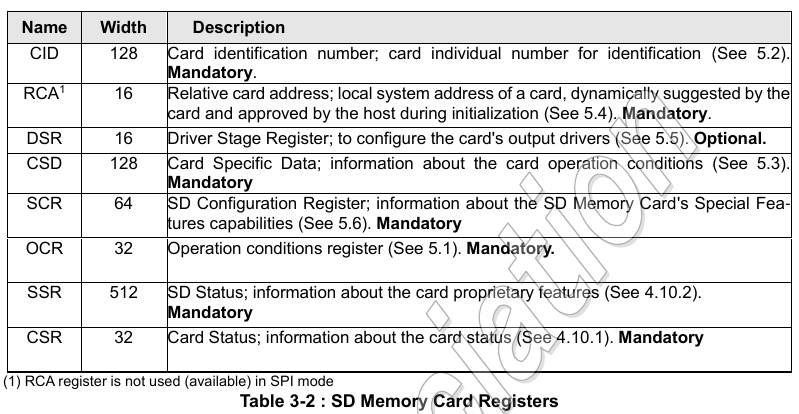 Name Width Description
CID 128 Card identification number; card individual number for identification (See 5.2).
Mandatory.
RCA1 16 Relative card address; local system address of a card, dynamically suggested by the
card and approved by the host during initialization (See 5.4). Mandatory.
DSR 16 Driver Stage Register; to configure the card's output drivers (See 5.5). Optional.
CSD 128 Card Specific Data; information about the card operation conditions (See 5.3).
Mandatory
SCR 64 SD Configuration Register; information about the SD Memory Card's Special Fea-
tures capabilities (See 5.6). Mandatory
OCR 32 Operation conditions register (See 5.1). Mandatory.
SSR 512 SD Status; information about the card proprietary features (See 4.10.2).
Mandatory
CSR 32 Card Status; information about the card status (See 4.10.1). Mandatory
(1) RCA register is not used (available) in SPI mode
Table 3-2 : SD Memory Card Registers
ciation